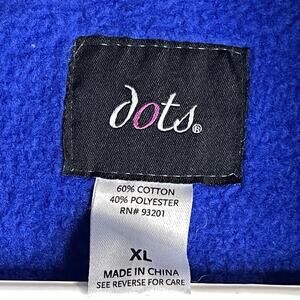 dots®
60% COTTON
40% POLYESTER
RN# 93201
XL
MADE IN CHINA
SEE REVERSE FOR CARE